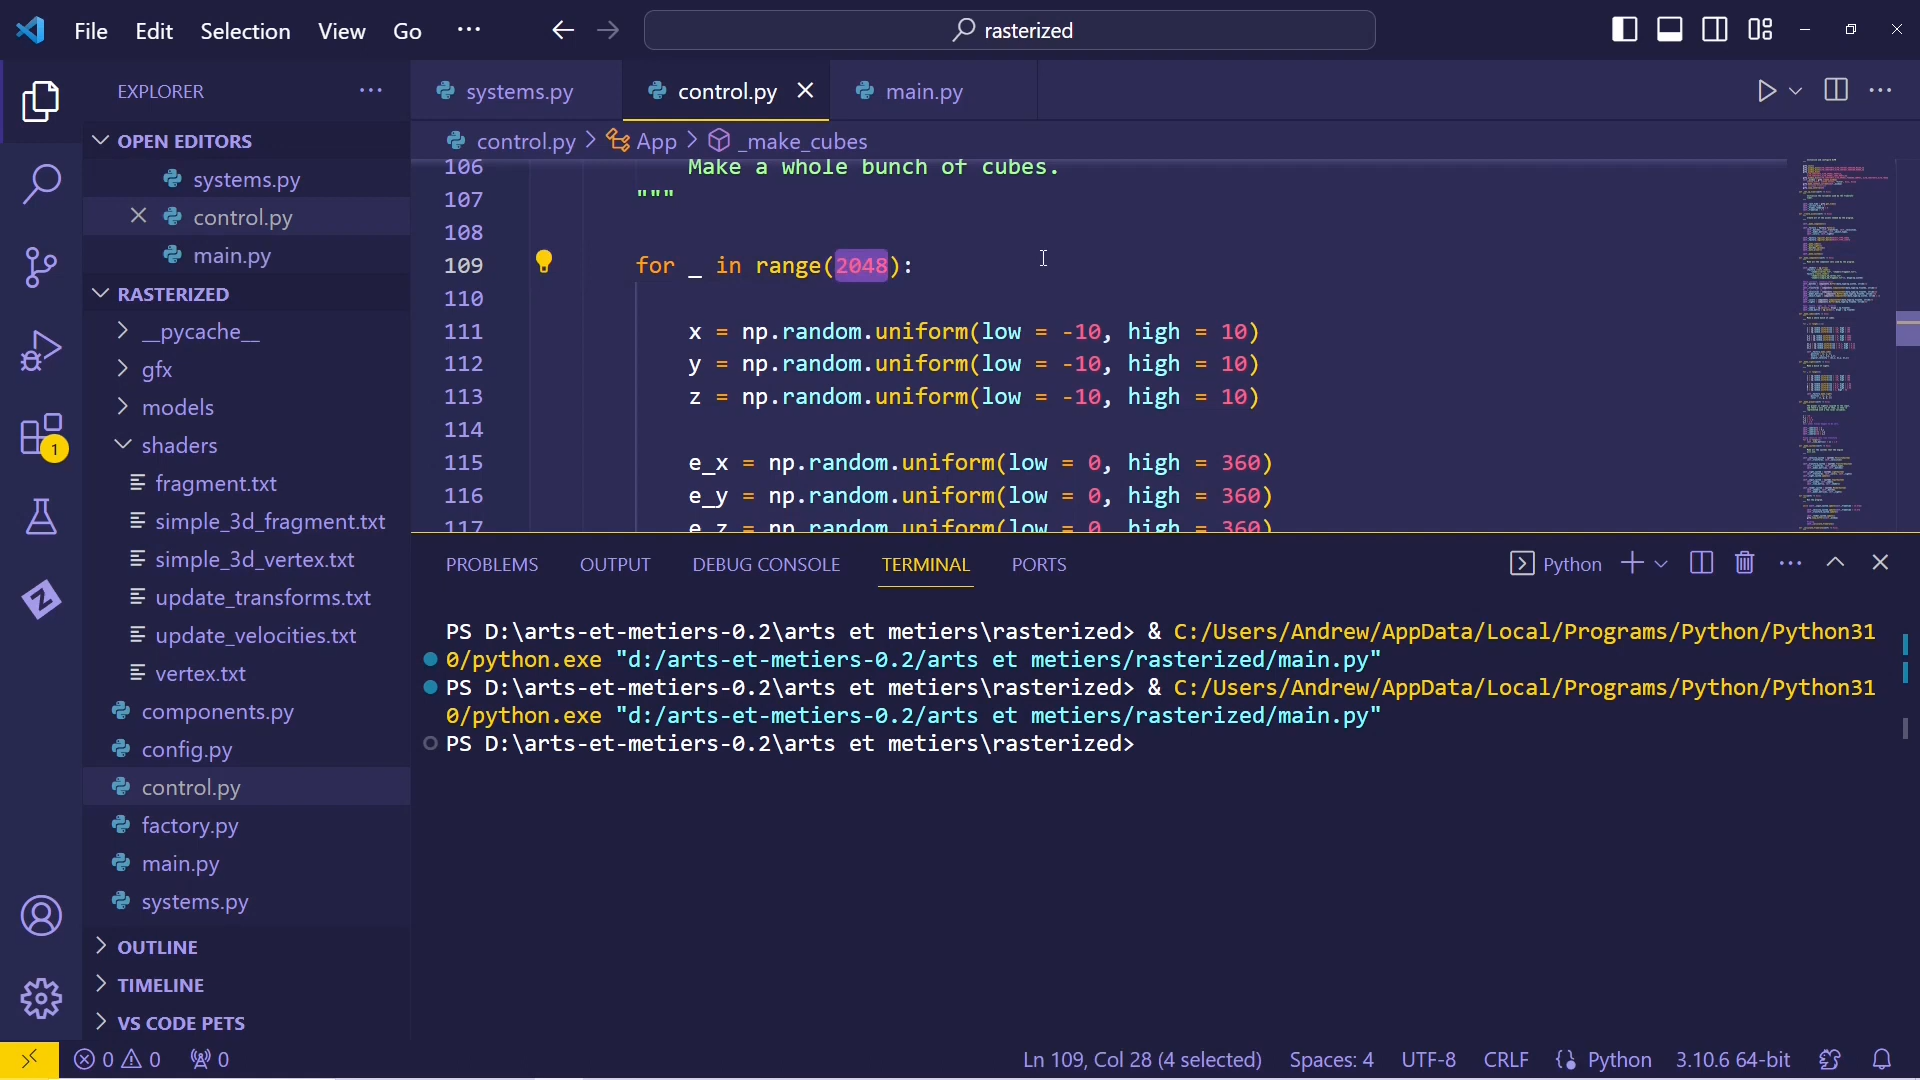 File Edit Selection View Go ··· rasterized
EXPLORER ···
OPEN EDITORS
systems.py
control.py
main.py
RASTERIZED
__pycache__
gfx
models
shaders
fragment.txt
simple_3d_fragment.txt
simple_3d_vertex.txt
update_transforms.txt
update_velocities.txt
vertex.txt
components.py
config.py
control.py
factory.py
main.py
systems.py
OUTLINE
TIMELINE
VS CODE PETS
1
systems.py control.py main.py
control.py > App > _make_cubes
106 Make a whole bunch of cubes.
107 """
108
109 for _ in range(2048):
110
111 x = np.random.uniform(low = -10, high = 10)
112 y = np.random.uniform(low = -10, high = 10)
113 z = np.random.uniform(low = -10, high = 10)
114
115 e_x = np.random.uniform(low = 0, high = 360)
116 e_y = np.random.uniform(low = 0, high = 360)
117 e_z = np.random.uniform(low = 0, high = 360)
PROBLEMS OUTPUT DEBUG CONSOLE TERMINAL PORTS Python
PS D:\arts-et-metiers-0.2\arts et metiers\rasterized> & C:/Users/Andrew/AppData/Local/Programs/Python/Python31
0/python.exe "d:/arts-et-metiers-0.2/arts et metiers/rasterized/main.py"
PS D:\arts-et-metiers-0.2\arts et metiers\rasterized> & C:/Users/Andrew/AppData/Local/Programs/Python/Python31
0/python.exe "d:/arts-et-metiers-0.2/arts et metiers/rasterized/main.py"
PS D:\arts-et-metiers-0.2\arts et metiers\rasterized>
0 0 0 Ln 109, Col 28 (4 selected) Spaces: 4 UTF-8 CRLF {} Python 3.10.6 64-bit